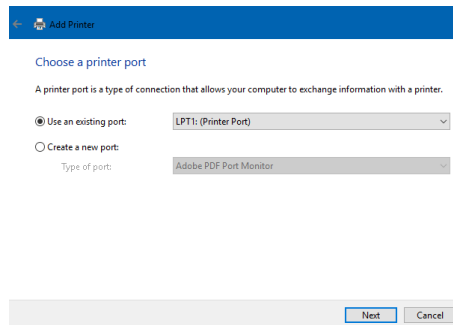 Add Printer
Choose a printer port
A printer port is a type of connection that allows your computer to exchange information with a printer.
Use an existing port: LPT1: (Printer Port)
Create a new port:
Type of port: Adobe PDF Port Monitor
Next Cancel